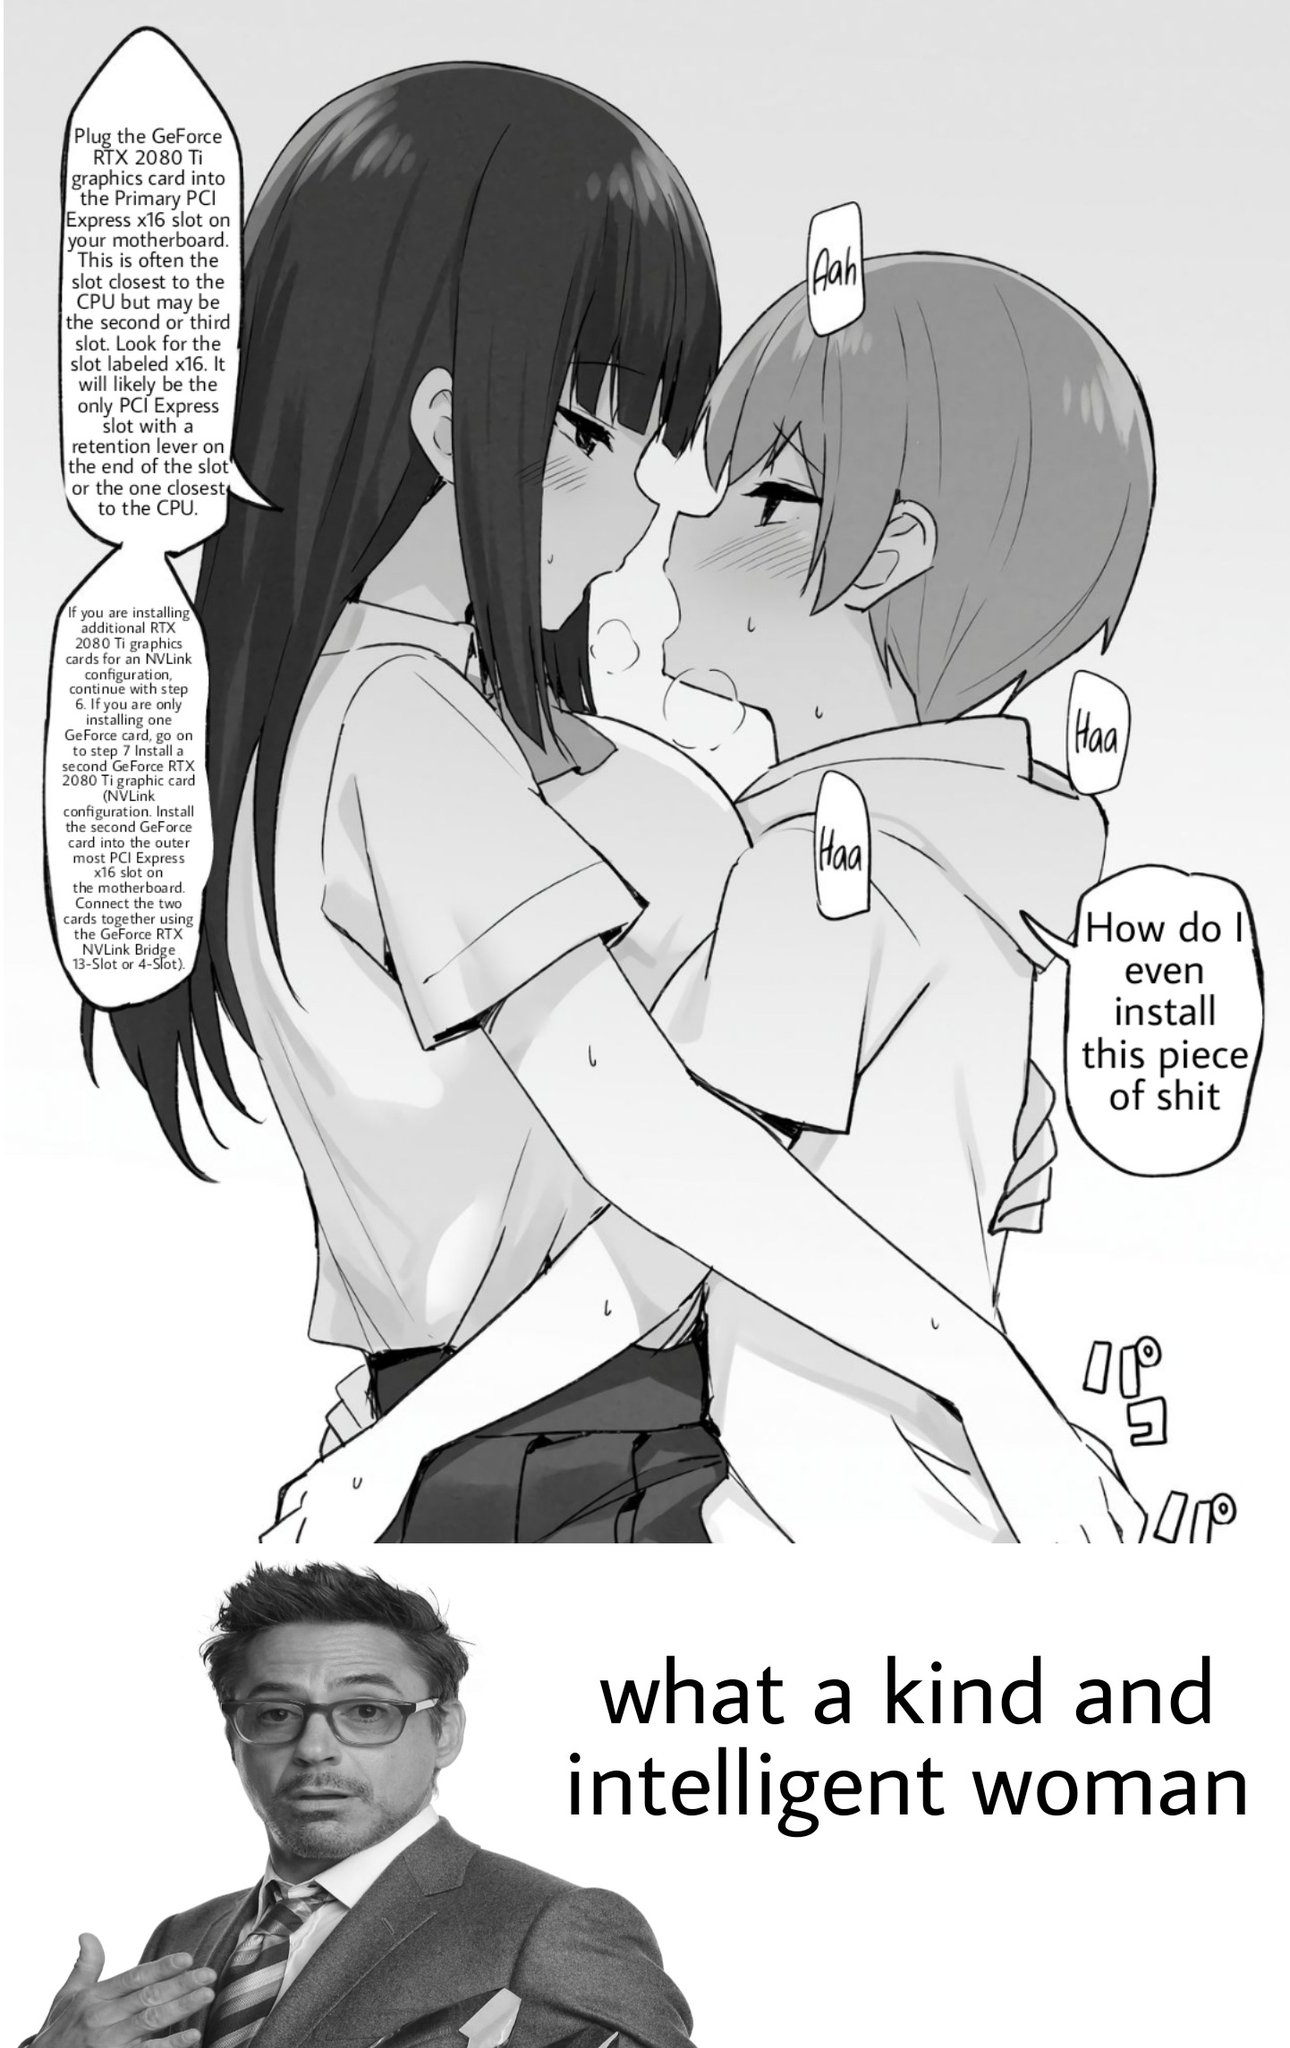 Plug the GeForce
RTX 2080 Ti
graphics card into
the Primary PCI
Express x16 slot on
your motherboard.
This is often the
slot closest to the
CPU but may be
the second or third
slot. Look for the
slot labeled x16. It
will likely be the
only PCI Express
slot with a
retention lever on
the end of the slot
or the one closest
to the CPU.
If you are installing
additional RTX
2080 Ti graphics
cards for an NVLink
configuration,
continue with step
6. If you are only
installing one
GeForce card, go on
to step 7 Install a
second GeForce RTX
2080 Ti graphic card
(NVLink
configuration. Install
the second GeForce
card into the outer
most PCI Express
x16 slot on
the motherboard.
Connect the two
cards together using
the GeForce RTX
NVLink Bridge
13-Slot or 4-Slot).
Aah
Haa
Haa
How do I
even
install
this piece
of shit
パ
コ
パ
what a kind and
intelligent woman